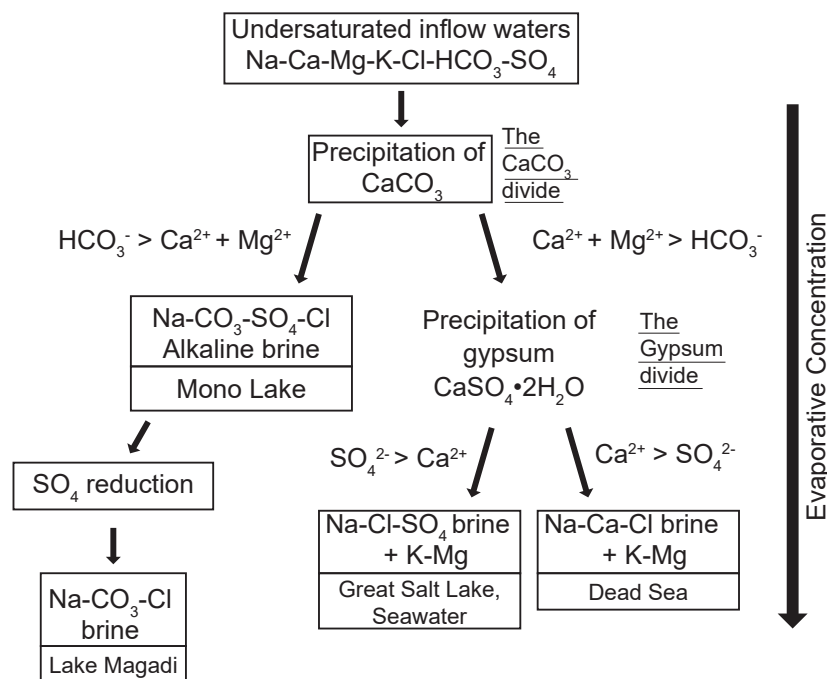 Undersaturated inflow waters
Na-Ca-Mg-K-Cl-HCO₃-SO₄
Precipitation of
CaCO₃
The
CaCO₃
divide
HCO₃⁻ > Ca²⁺ + Mg²⁺
Ca²⁺ + Mg²⁺ > HCO₃⁻
Na-CO₃-SO₄-Cl
Alkaline brine
Mono Lake
Precipitation of
gypsum
CaSO₄•2H₂O
The
Gypsum
divide
SO₄ reduction
SO₄²⁻ > Ca²⁺
Ca²⁺ > SO₄²⁻
Na-CO₃-Cl
brine
Lake Magadi
Na-Cl-SO₄ brine
+ K-Mg
Great Salt Lake,
Seawater
Na-Ca-Cl brine
+ K-Mg
Dead Sea
Evaporative Concentration